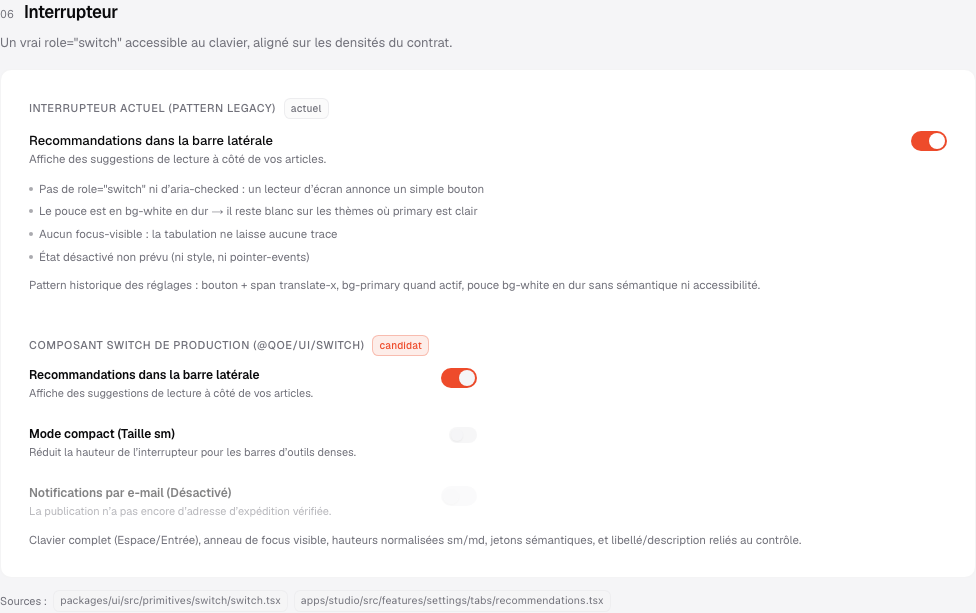 06 Interrupteur
Un vrai role="switch" accessible au clavier, aligné sur les densités du contrat.
INTERRUPTEUR ACTUEL (PATTERN LEGACY) actuel
Recommandations dans la barre latérale
Affiche des suggestions de lecture à côté de vos articles.
• Pas de role="switch" ni d'aria-checked : un lecteur d'écran annonce un simple bouton
• Le pouce est en bg-white en dur → il reste blanc sur les thèmes où primary est clair
• Aucun focus-visible : la tabulation ne laisse aucune trace
• État désactivé non prévu (ni style, ni pointer-events)
Pattern historique des réglages : bouton + span translate-x, bg-primary quand actif, pouce bg-white en dur sans sémantique ni accessibilité.
COMPOSANT SWITCH DE PRODUCTION (@QOE/UI/SWITCH) candidat
Recommandations dans la barre latérale
Affiche des suggestions de lecture à côté de vos articles.
Mode compact (Taille sm)
Réduit la hauteur de l'interrupteur pour les barres d'outils denses.
Notifications par e-mail (Désactivé)
La publication n'a pas encore d'adresse d'expédition vérifiée.
Clavier complet (Espace/Entrée), anneau de focus visible, hauteurs normalisées sm/md, jetons sémantiques, et libellé/description reliés au contrôle.
Sources : packages/ui/src/primitives/switch/switch.tsx apps/studio/src/features/settings/tabs/recommendations.tsx